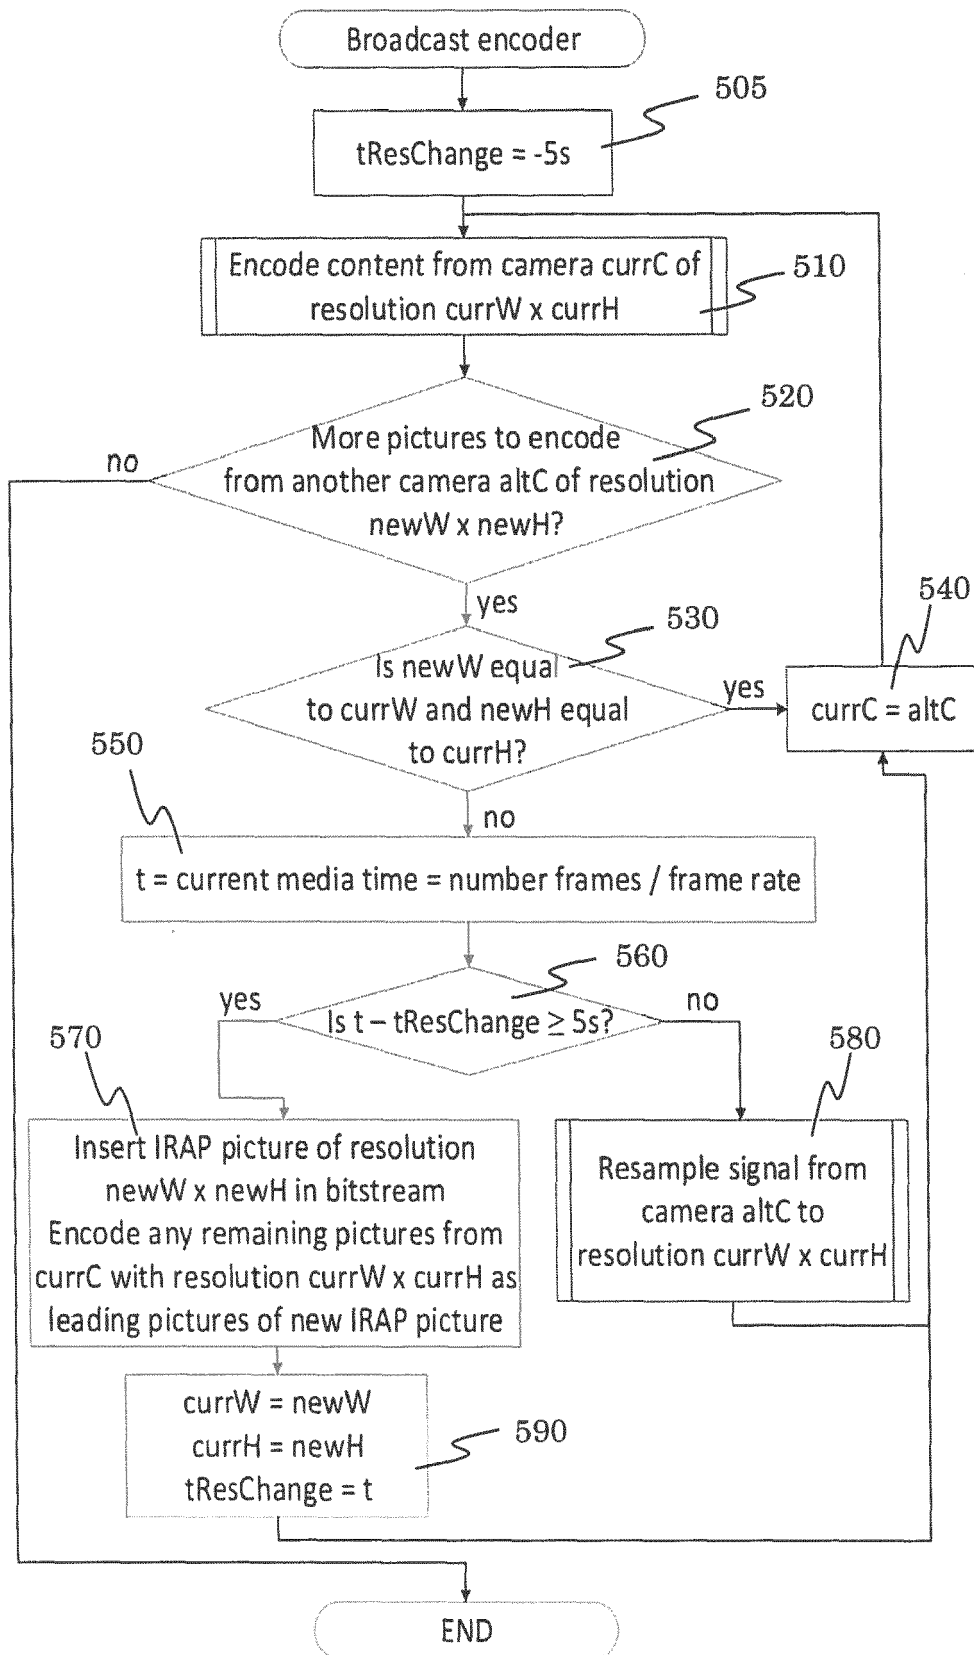 Broadcast encoder
505
tResChange = -5s
Encode content from camera currC of
resolution currW x currH
510
520
More pictures to encode
from another camera altC of resolution
newW x newH?
no
yes
530
540
Is newW equal
to currW and newH equal
to currH?
yes
currC = altC
550
no
t = current media time = number frames / frame rate
560
yes
no
Is t – tResChange ≥ 5s?
570
580
Insert IRAP picture of resolution
newW x newH in bitstream
Encode any remaining pictures from
currC with resolution currW x currH as
leading pictures of new IRAP picture
Resample signal from
camera altC to
resolution currW x currH
currW = newW
currH = newH
tResChange = t
590
END